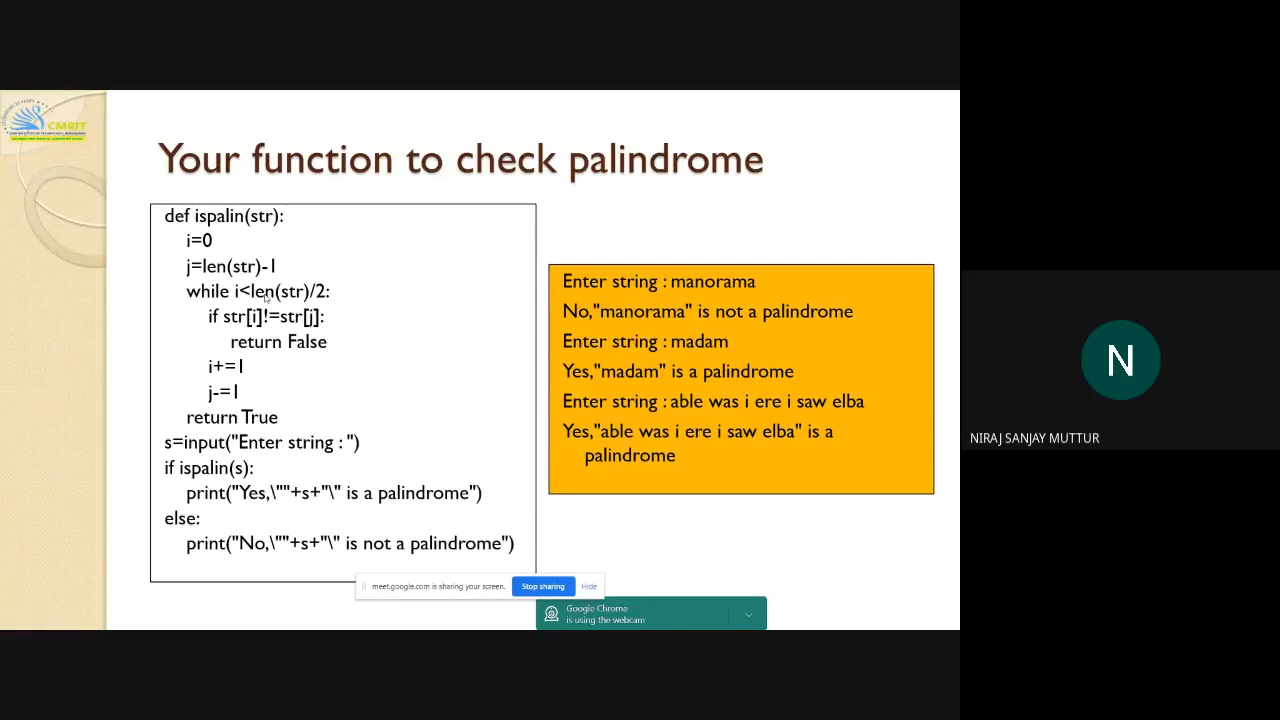 CMRIT
Your function to check palindrome
def ispalin(str):
i=0
j=len(str)-1
while i<len(str)/2:
if str[i]!=str[j]:
return False
i+=1
j-=1
return True
s=input("Enter string : ")
if ispalin(s):
print("Yes,\""+s+"\" is a palindrome")
else:
print("No,\""+s+"\" is not a palindrome")
Enter string : manorama
No,"manorama" is not a palindrome
Enter string : madam
Yes,"madam" is a palindrome
Enter string : able was i ere i saw elba
Yes,"able was i ere i saw elba" is a
palindrome
meet.google.com is sharing your screen.
Stop sharing
Hide
Google Chrome
is using the webcam
N
NIRAJ SANJAY MUTTUR